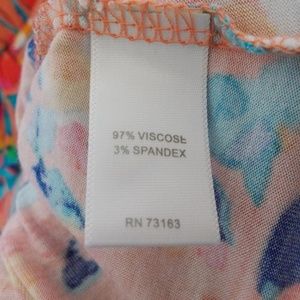 97% VISCOSE
3% SPANDEX
RN 73163